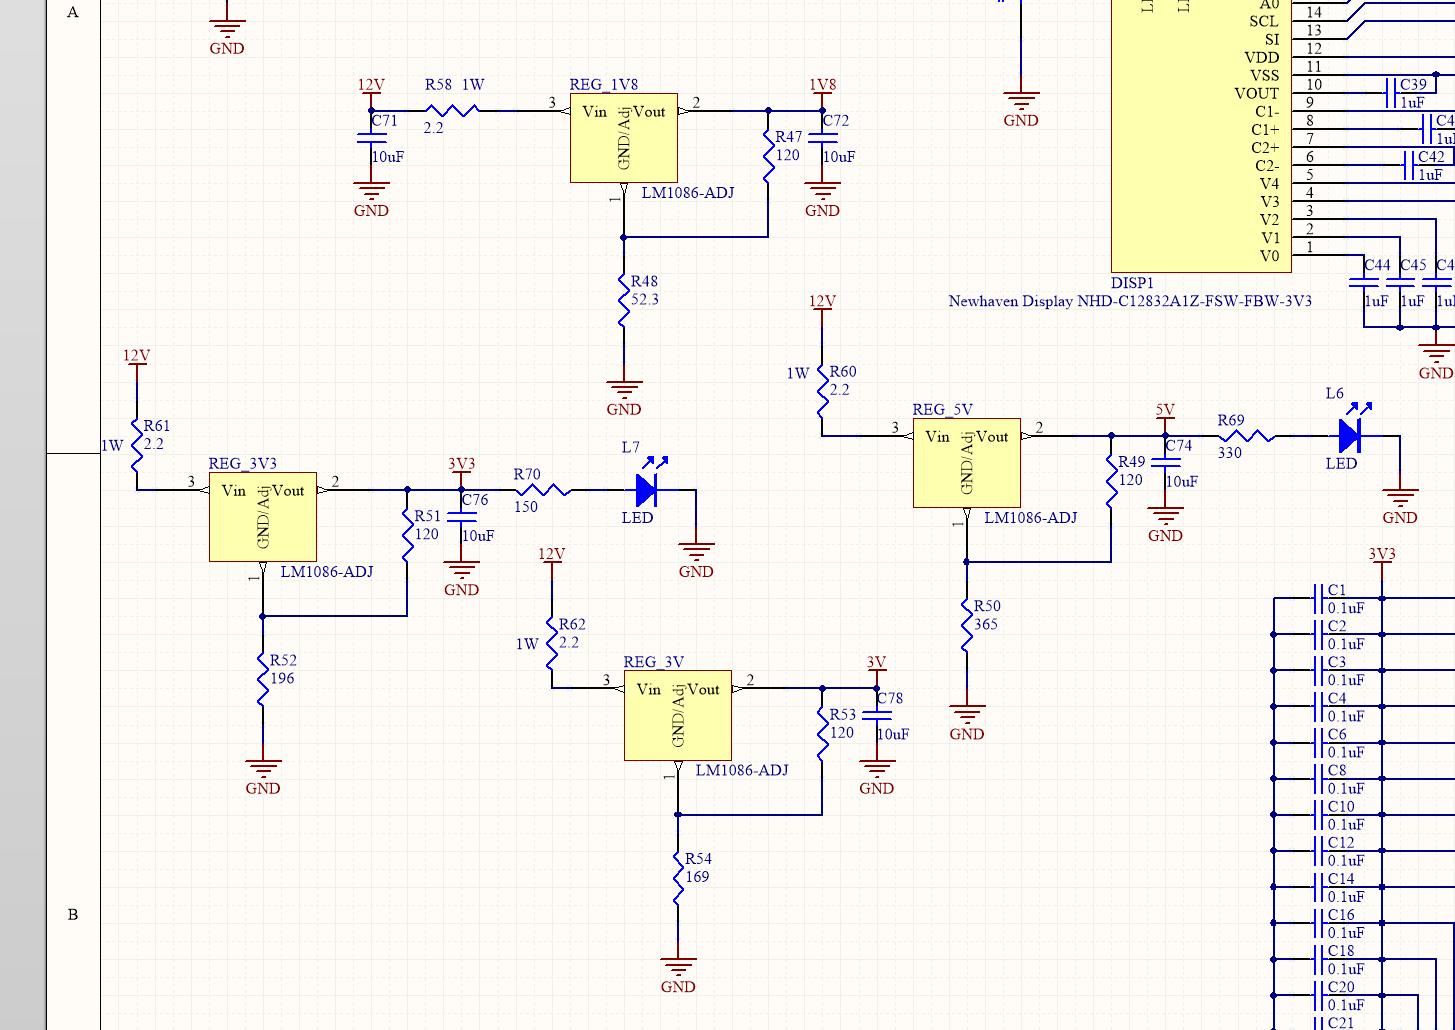 A
GND
12V
R58 1W
2.2
C71
10uF
GND
REG_1V8
3
Vin
Vout
GND/Adj
2
1
LM1086-ADJ
1V8
R47
120
C72
10uF
GND
R48
52.3
GND
GND
A0
14
SCL
13
SI
12
VDD
11
VSS
10
VOUT
9
C1-
8
C1+
7
C2+
6
C2-
5
V4
4
V3
3
V2
2
V1
1
V0
C39
1uF
C4
1u
C42
1uF
C44
1uF
C45
1uF
C4
1u
GND
DISP1
Newhaven Display NHD-C12832A1Z-FSW-FBW-3V3
12V
1W
R60
2.2
REG_5V
3
Vin
Vout
GND/Adj
2
1
LM1086-ADJ
5V
R49
120
C74
10uF
GND
R69
330
L6
LED
GND
R50
365
GND
12V
1W
R61
2.2
REG_3V3
3
Vin
Vout
GND/Adj
2
1
LM1086-ADJ
3V3
R51
120
C76
10uF
GND
R70
150
L7
LED
GND
R52
196
GND
12V
1W
R62
2.2
REG_3V
3
Vin
Vout
GND/Adj
2
1
LM1086-ADJ
3V
R53
120
C78
10uF
GND
R54
169
GND
3V3
C1
0.1uF
C2
0.1uF
C3
0.1uF
C4
0.1uF
C6
0.1uF
C8
0.1uF
C10
0.1uF
C12
0.1uF
C14
0.1uF
C16
0.1uF
C18
0.1uF
C20
0.1uF
C21
B